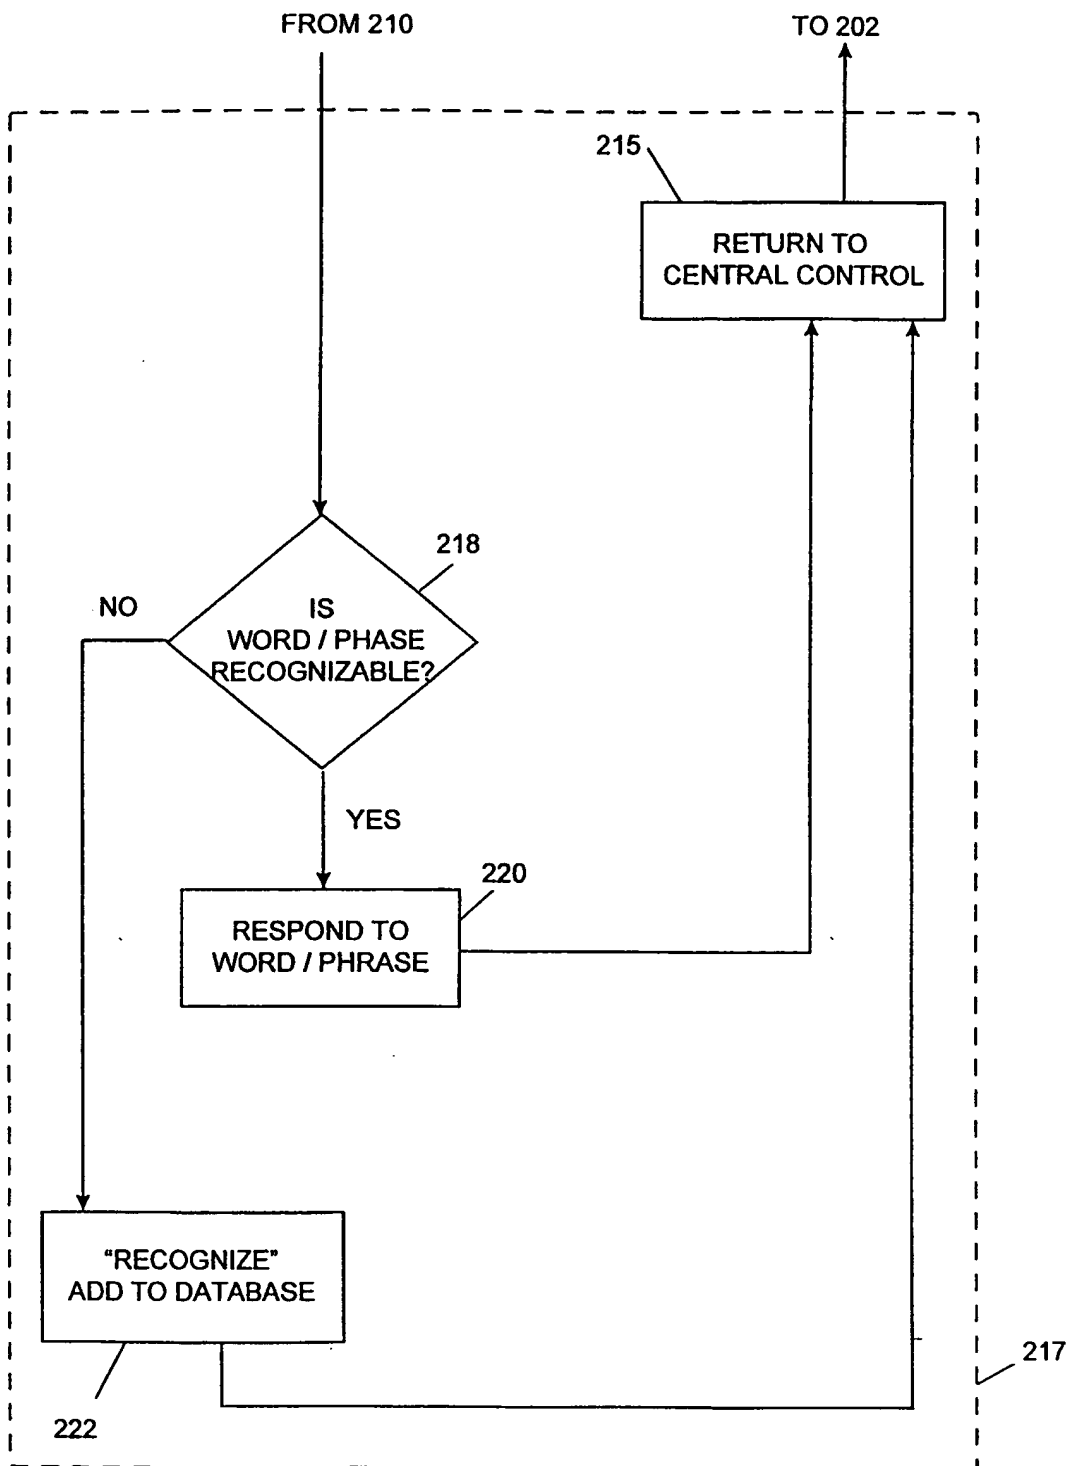 FROM 210
TO 202
215
RETURN TO
CENTRAL CONTROL
218
NO
IS
WORD / PHASE
RECOGNIZABLE?
YES
220
RESPOND TO
WORD / PHRASE
"RECOGNIZE"
ADD TO DATABASE
217
222